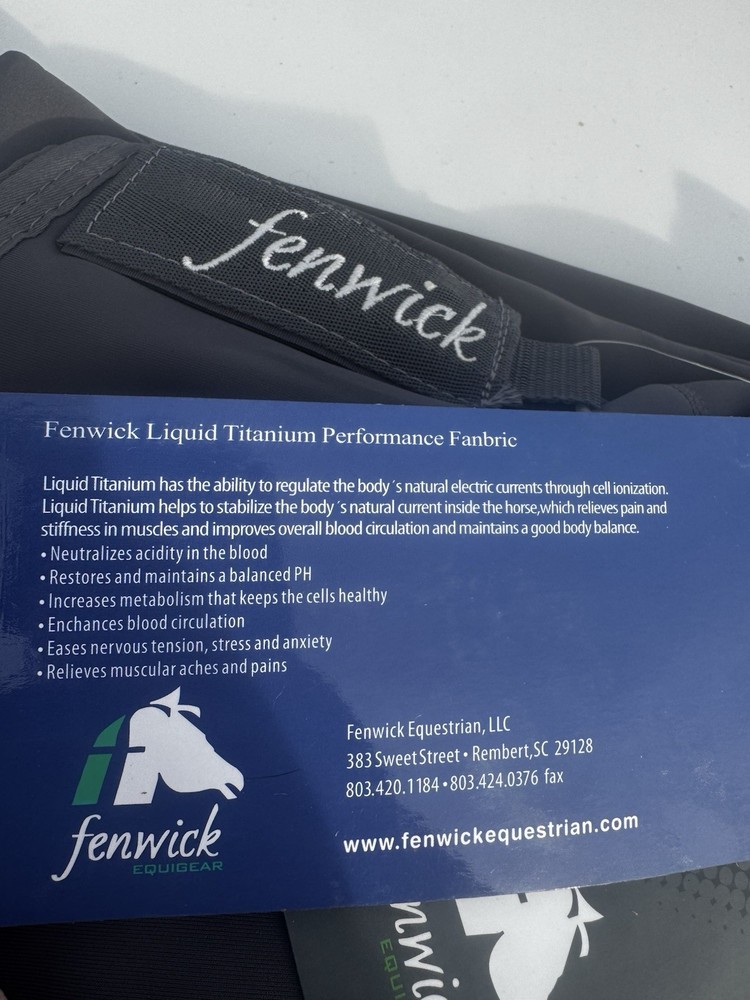 fenwick
Fenwick Liquid Titanium Performance Fanbric
Liquid Titanium has the ability to regulate the body´s natural electric currents through cell ionization.
Liquid Titanium helps to stabilize the body´s natural current inside the horse,which relieves pain and
stiffness in muscles and improves overall blood circulation and maintains a good body balance.
• Neutralizes acidity in the blood
• Restores and maintains a balanced PH
• Increases metabolism that keeps the cells healthy
• Enchances blood circulation
• Eases nervous tension, stress and anxiety
• Relieves muscular aches and pains
Fenwick Equestrian, LLC
383 Sweet Street • Rembert,SC 29128
803.420.1184 • 803.424.0376 fax
www.fenwickequestrian.com
fenwick
EQUIGEAR
nwi
EQUI